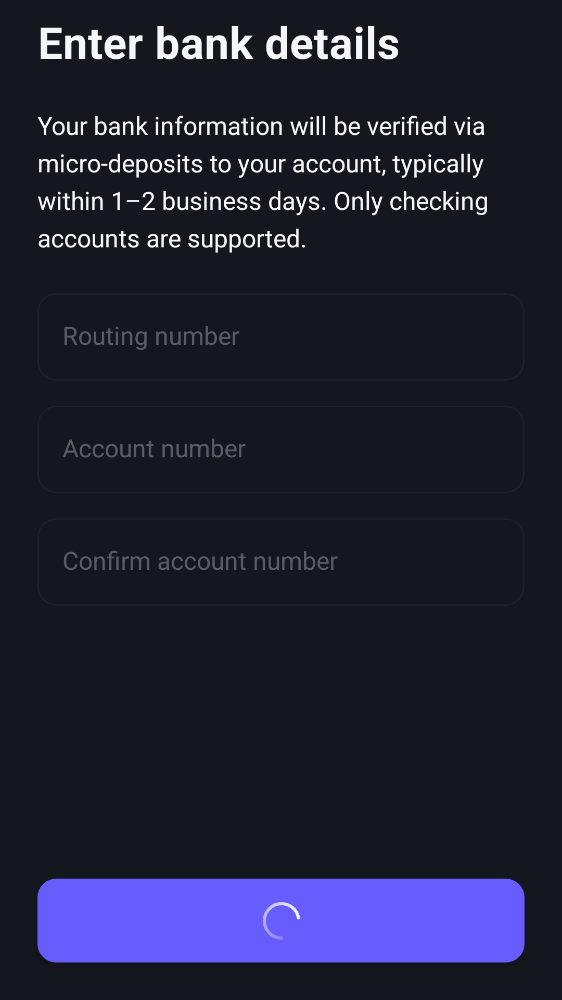 Enter bank details
Your bank information will be verified via
micro-deposits to your account, typically
within 1–2 business days. Only checking
accounts are supported.
Routing number
Account number
Confirm account number